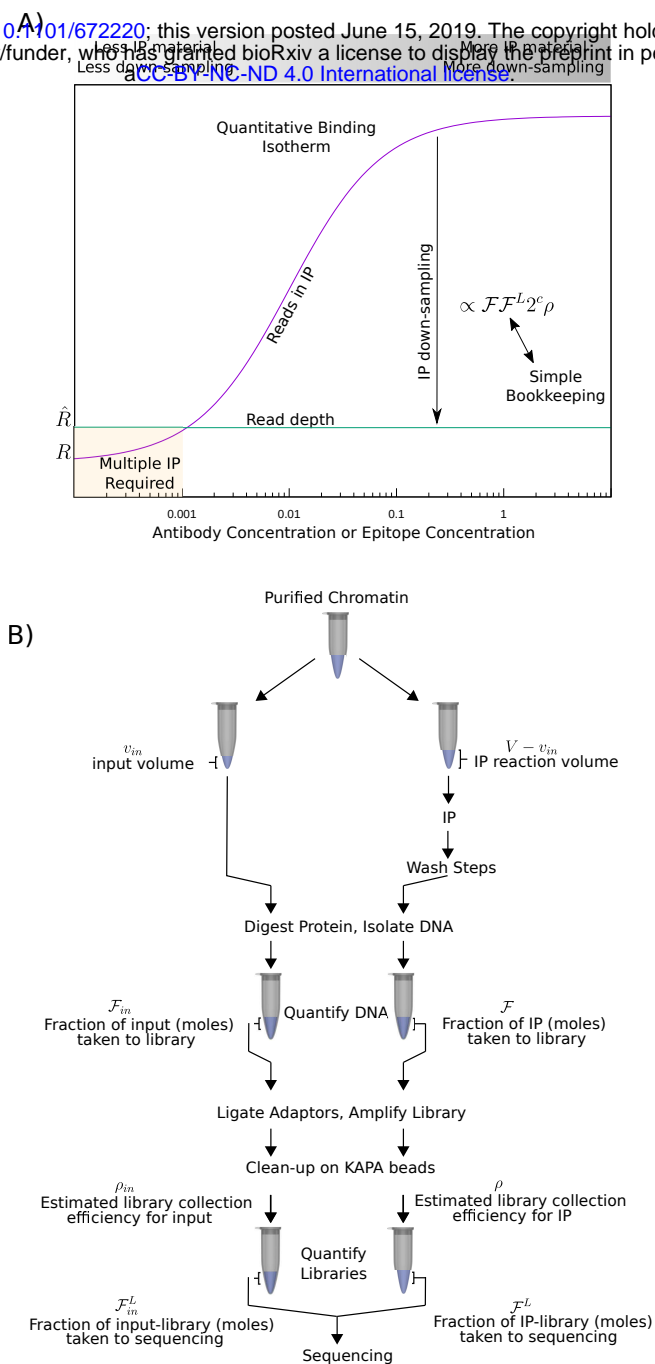 A)
0.1101/672220; this version posted June 15, 2019. The copyright hold
/funder, who has granted bioRxiv a license to display the preprint in pe
aCC-BY-NC-ND 4.0 International license.
Less IP material
Less down-sampling
More IP material
More down-sampling
Quantitative Binding
Isotherm
Reads in IP
IP down-sampling
∝ ℱℱ^L 2^c ρ
Simple
Bookkeeping
R̂
Read depth
R
Multiple IP
Required
0.001 0.01 0.1 1
Antibody Concentration or Epitope Concentration
B)
Purified Chromatin
v_in
input volume
V − v_in
IP reaction volume
IP
Wash Steps
Digest Protein, Isolate DNA
ℱ_in
Fraction of input (moles)
taken to library
Quantify DNA
ℱ
Fraction of IP (moles)
taken to library
Ligate Adaptors, Amplify Library
Clean-up on KAPA beads
ρ_in
Estimated library collection
efficiency for input
ρ
Estimated library collection
efficiency for IP
Quantify
Libraries
ℱ^L_in
Fraction of input-library (moles)
taken to sequencing
ℱ^L
Fraction of IP-library (moles)
taken to sequencing
Sequencing